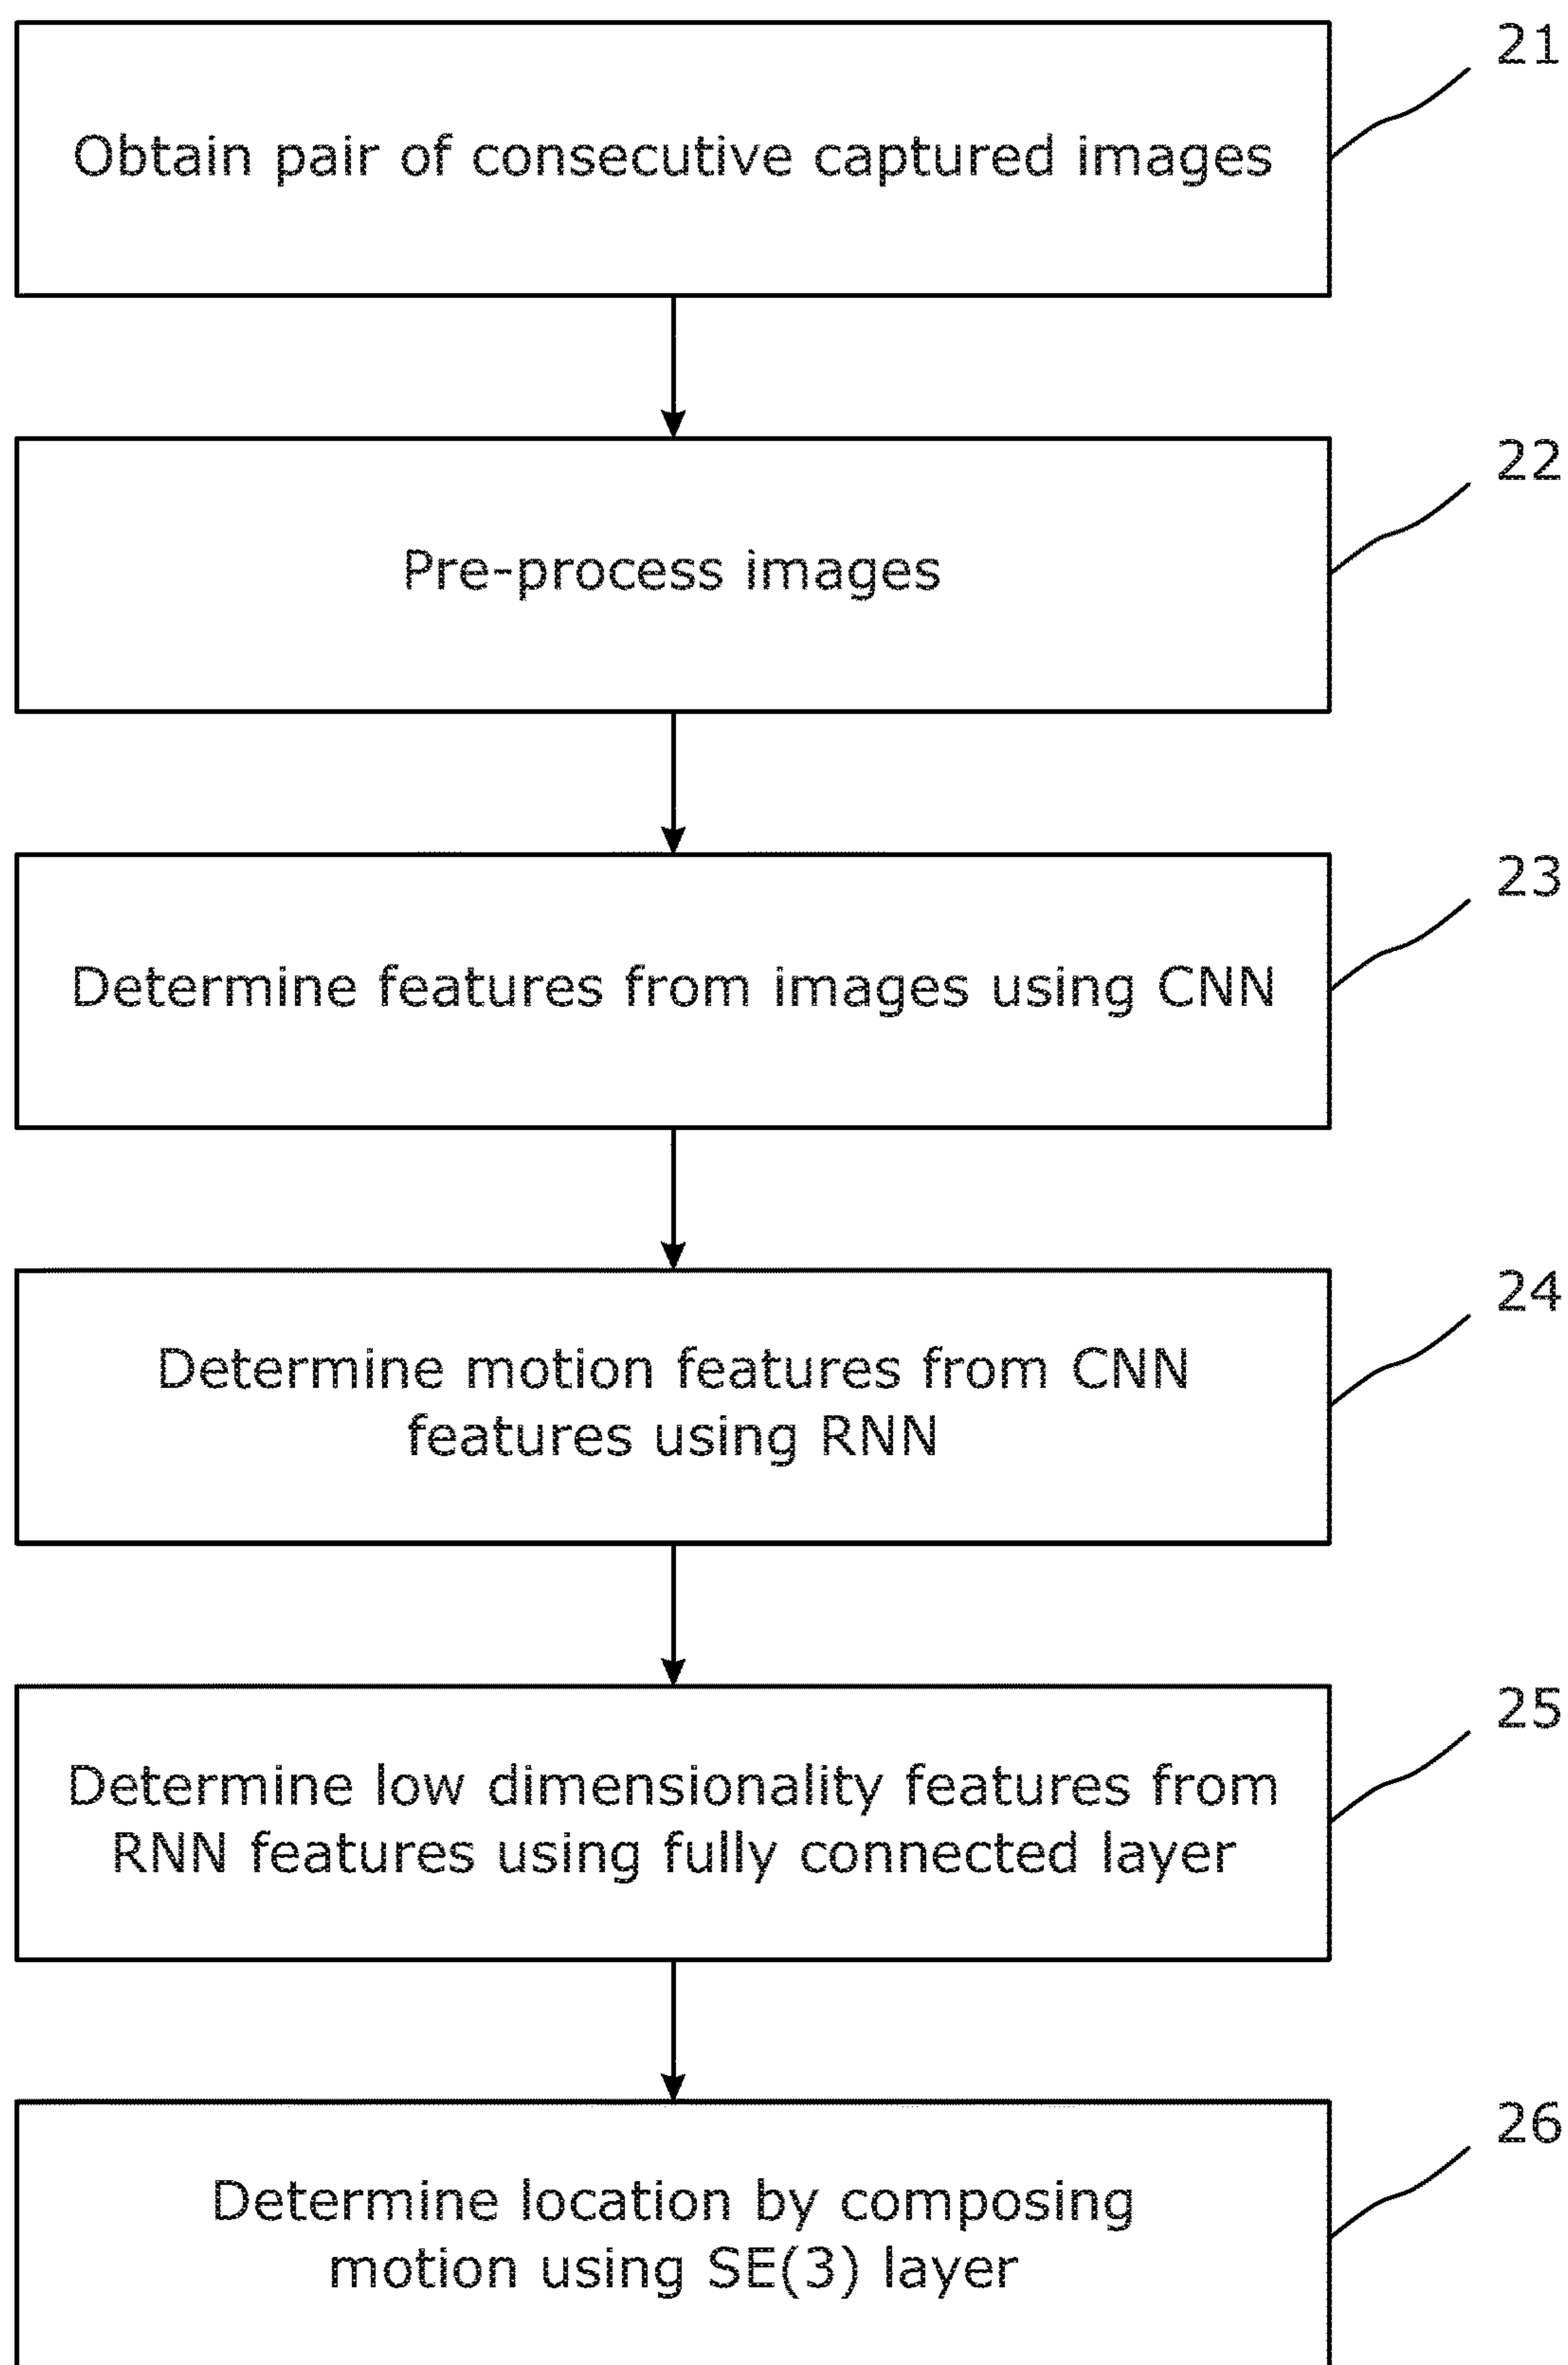 21
Obtain pair of consecutive captured images
22
Pre-process images
23
Determine features from images using CNN
24
Determine motion features from CNN
features using RNN
25
Determine low dimensionality features from
RNN features using fully connected layer
26
Determine location by composing
motion using SE(3) layer